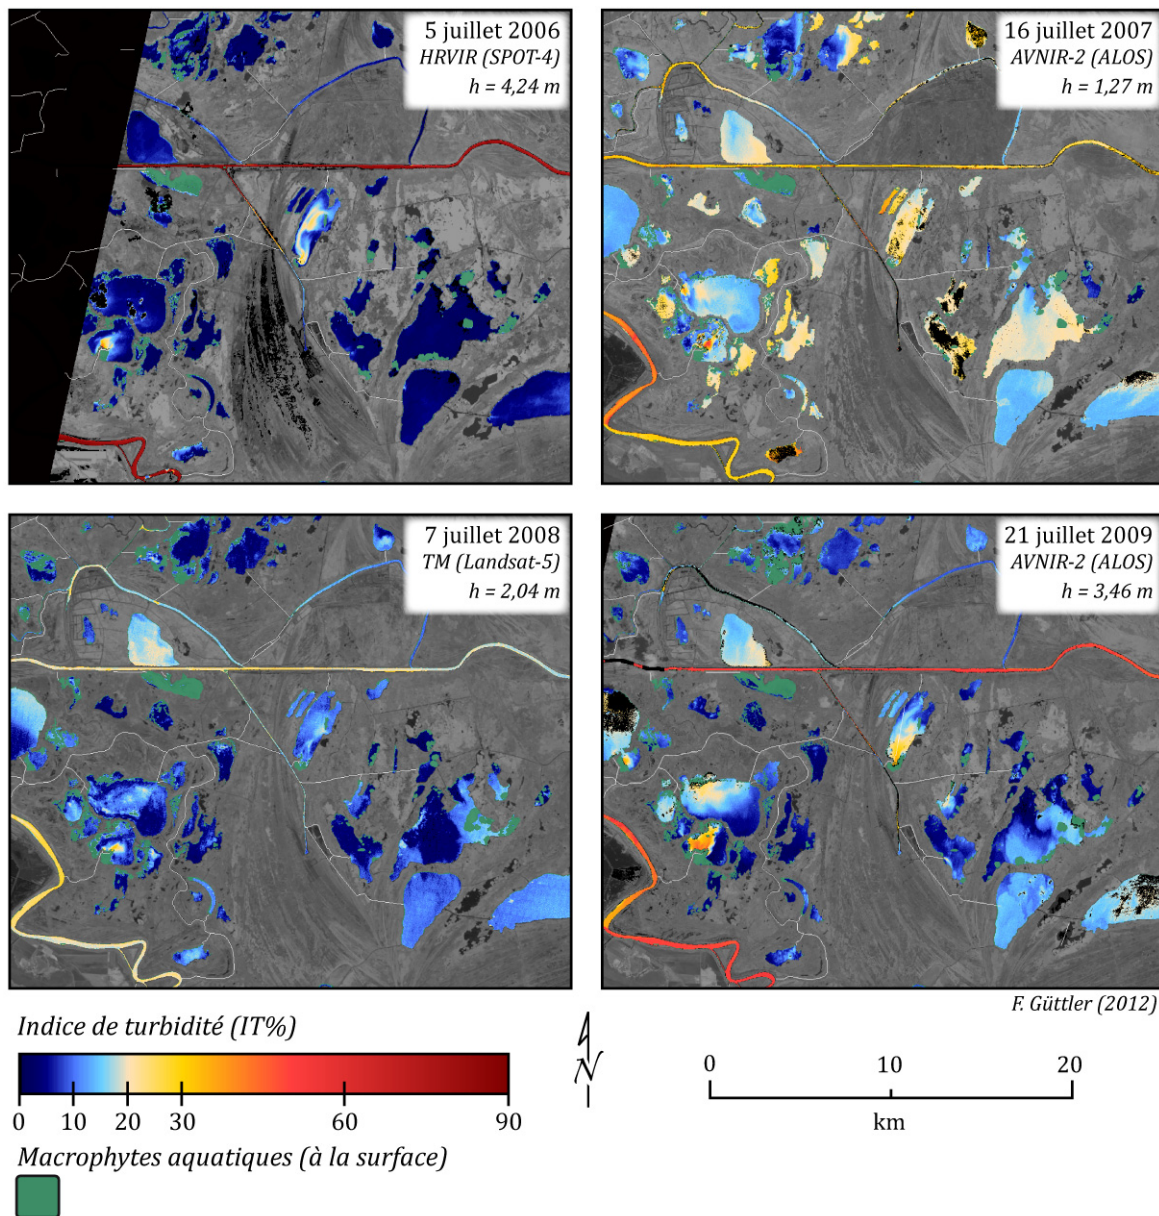 5 juillet 2006
HRVIR (SPOT-4)
h = 4,24 m
16 juillet 2007
AVNIR-2 (ALOS)
h = 1,27 m
7 juillet 2008
TM (Landsat-5)
h = 2,04 m
21 juillet 2009
AVNIR-2 (ALOS)
h = 3,46 m
F. Güttler (2012)
Indice de turbidité (IT%)
0 10 20 30 60 90
Macrophytes aquatiques (à la surface)
N
0 10 20
km